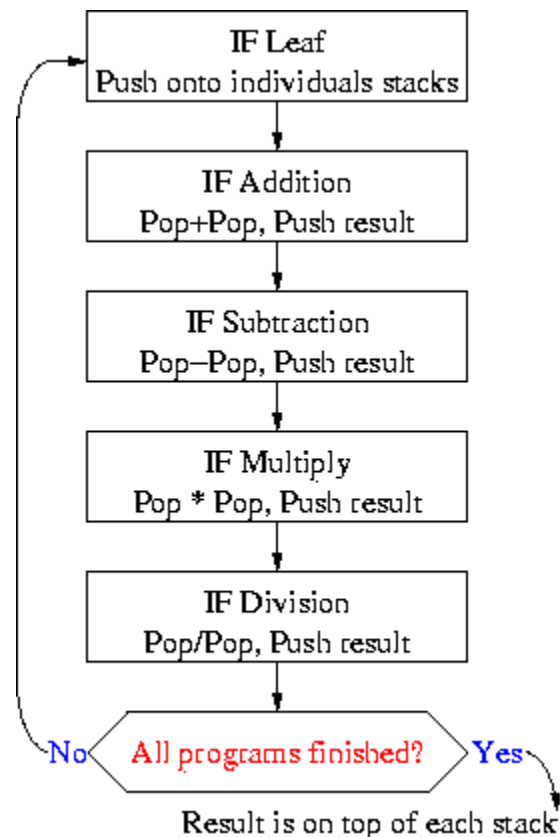 IF Leaf
Push onto individuals stacks
IF Addition
Pop+Pop, Push result
IF Subtraction
Pop−Pop, Push result
IF Multiply
Pop * Pop, Push result
IF Division
Pop/Pop, Push result
No All programs finished? Yes
Result is on top of each stack